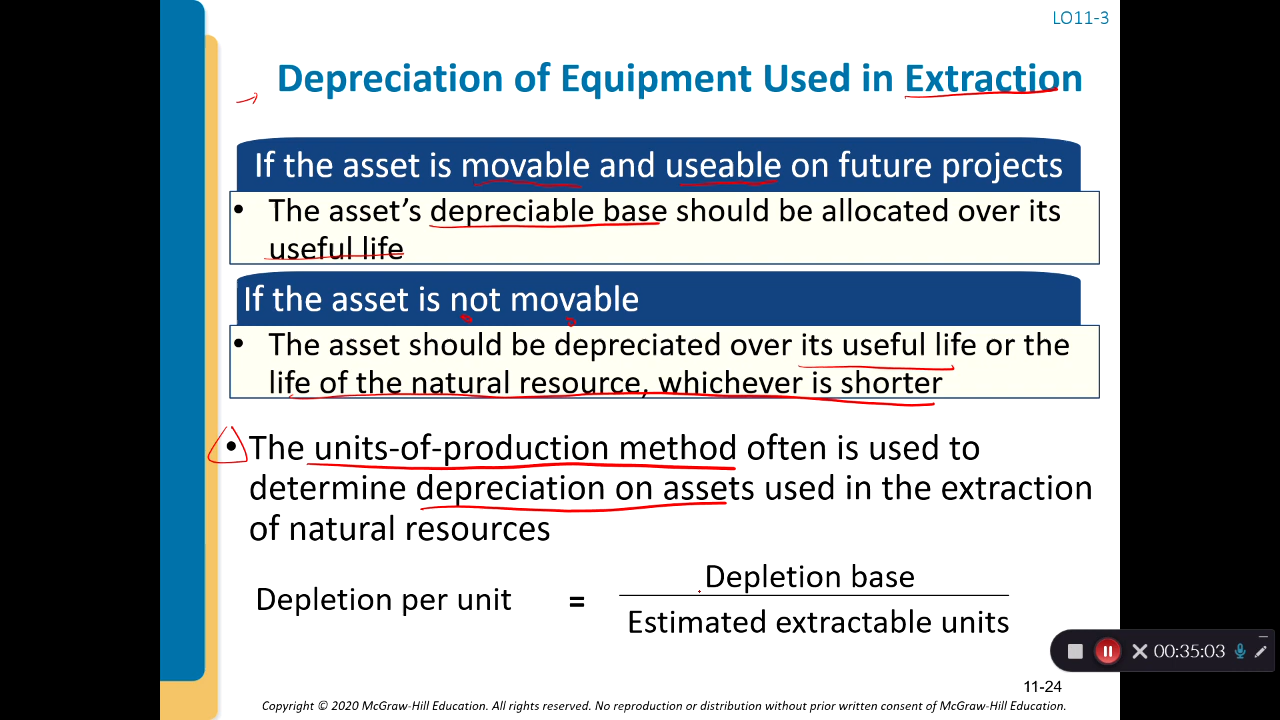 LO11-3
Depreciation of Equipment Used in Extraction
If the asset is movable and useable on future projects
• The asset’s depreciable base should be allocated over its
useful life
If the asset is not movable
• The asset should be depreciated over its useful life or the
life of the natural resource, whichever is shorter
• The units-of-production method often is used to
determine depreciation on assets used in the extraction
of natural resources
Depletion per unit = Depletion base
Estimated extractable units
00:35:03
11-24
Copyright © 2020 McGraw-Hill Education. All rights reserved. No reproduction or distribution without prior written consent of McGraw-Hill Education.